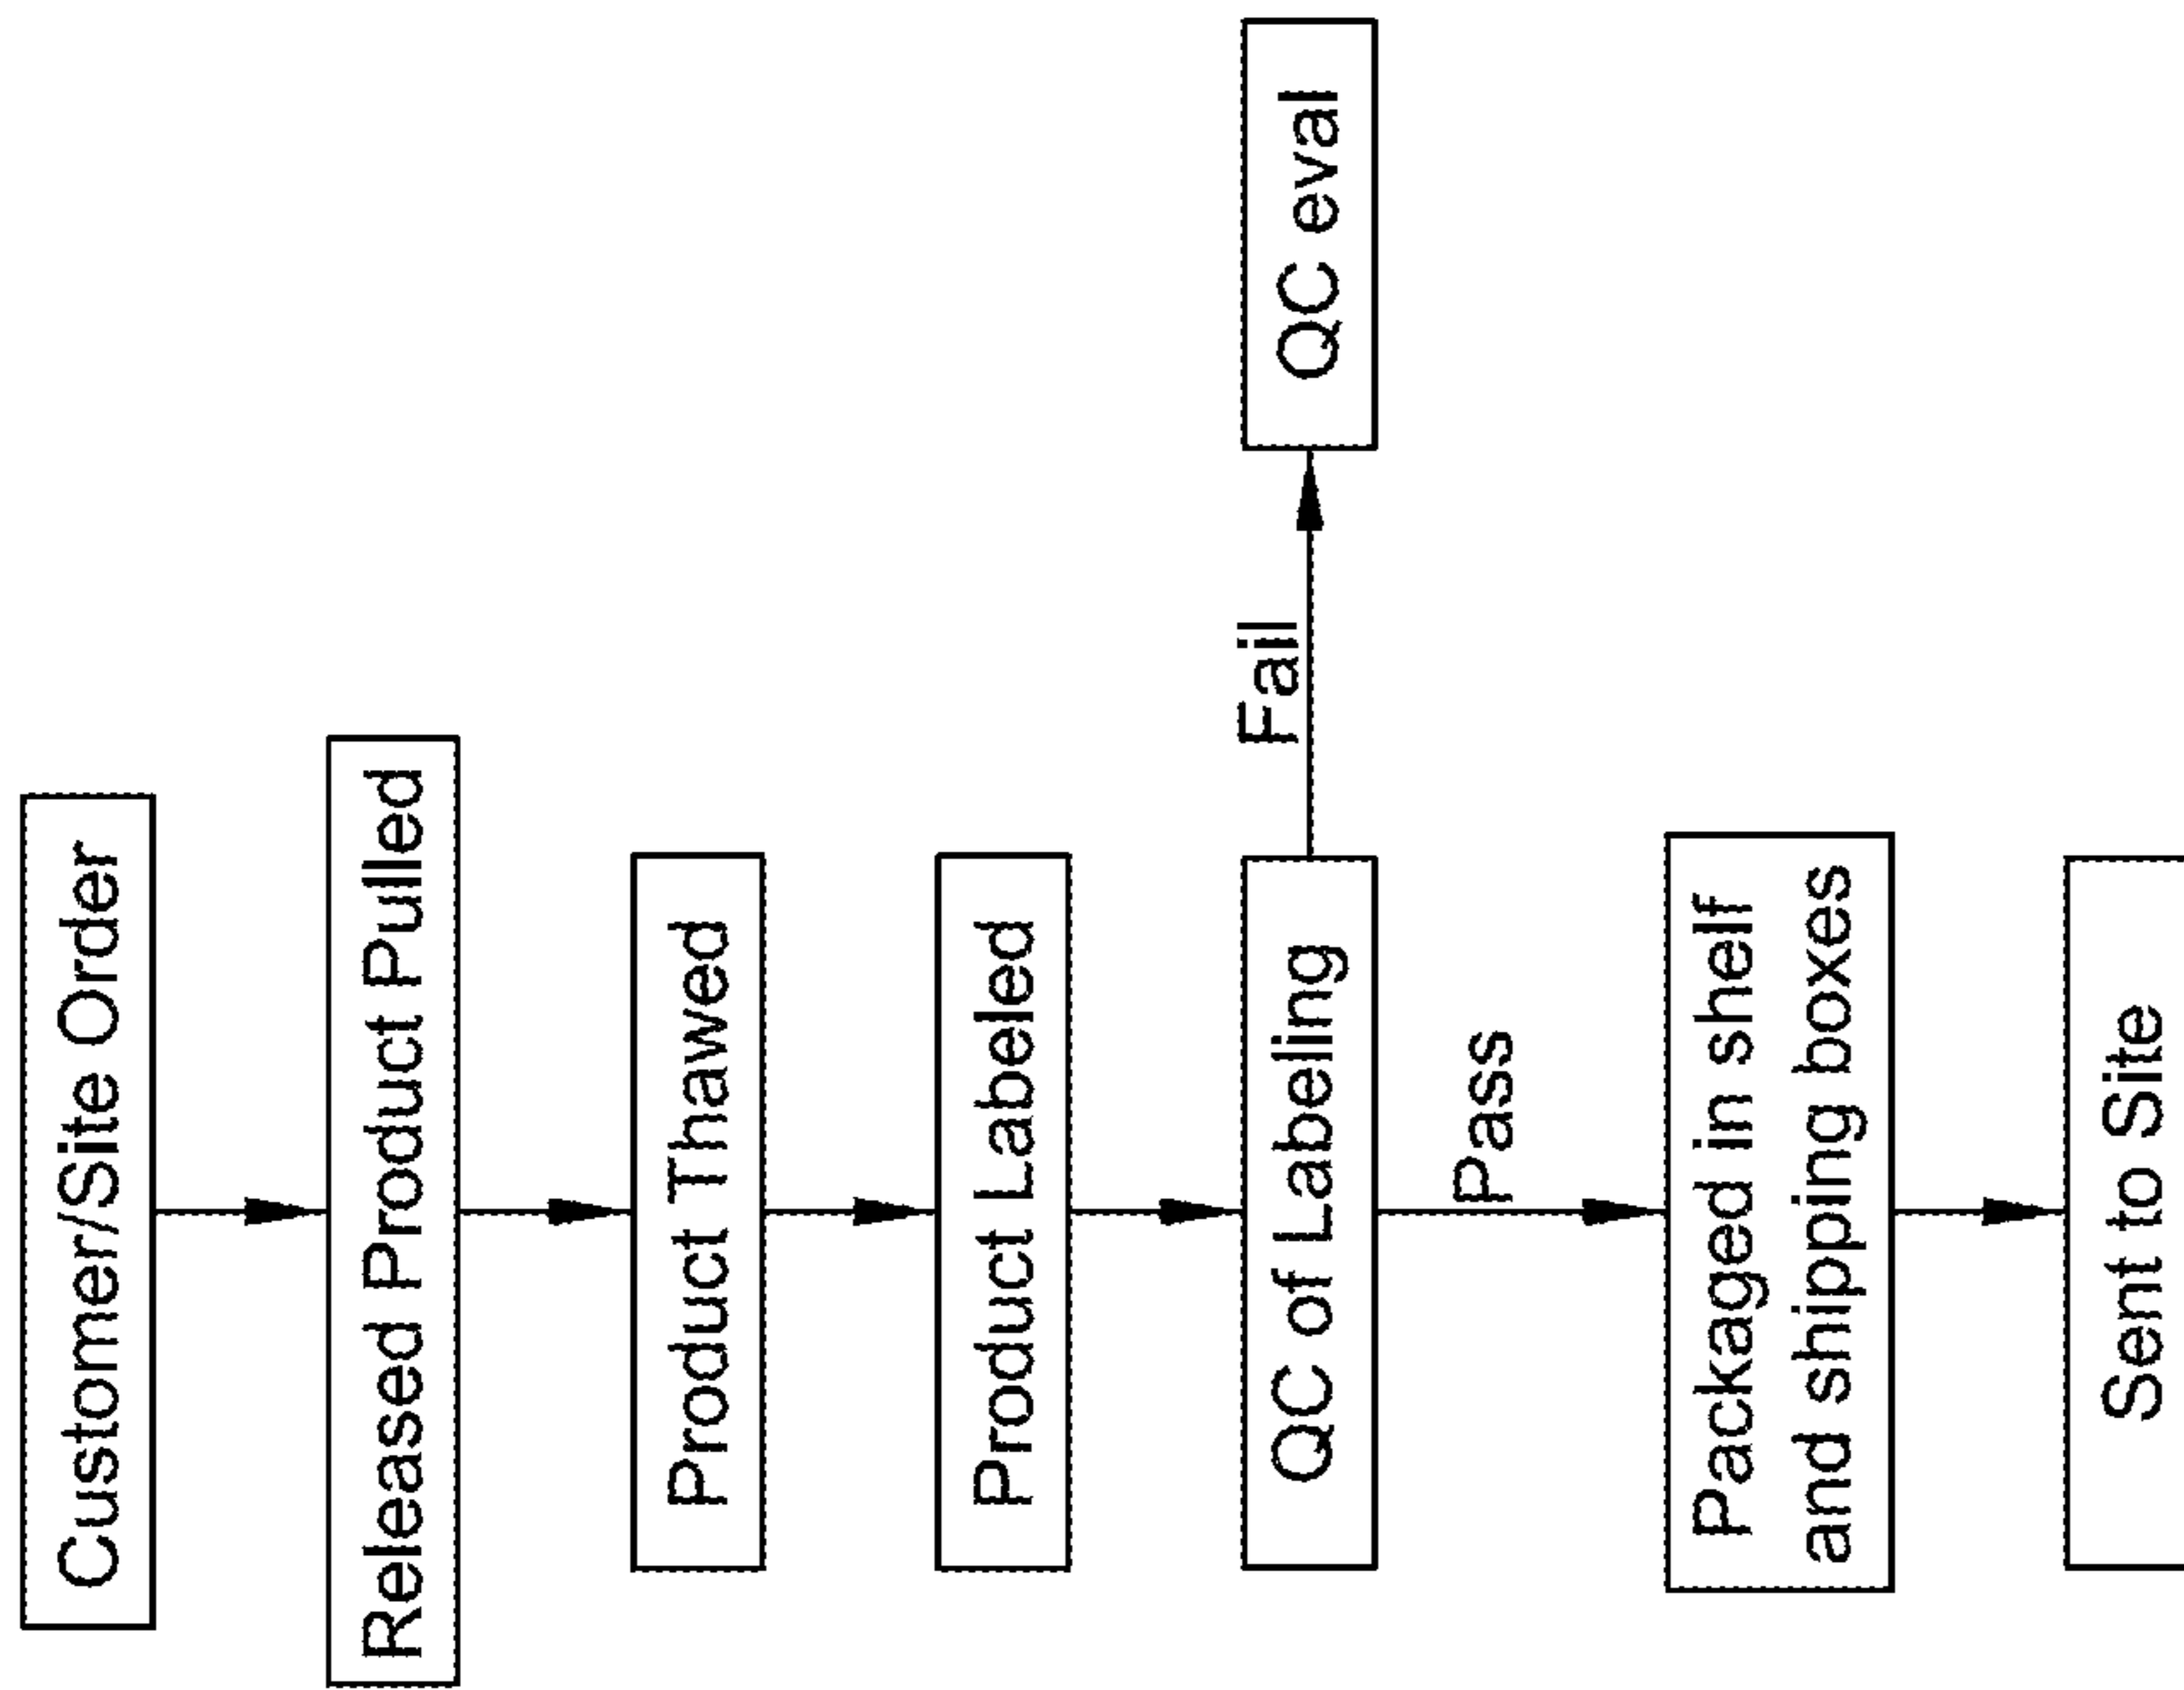 Customer/Site Order
Released Product Pulled
Product Thawed
Product Labeled
QC of Labeling
Fail
QC eval
Pass
Packaged in shelf
and shipping boxes
Sent to Site